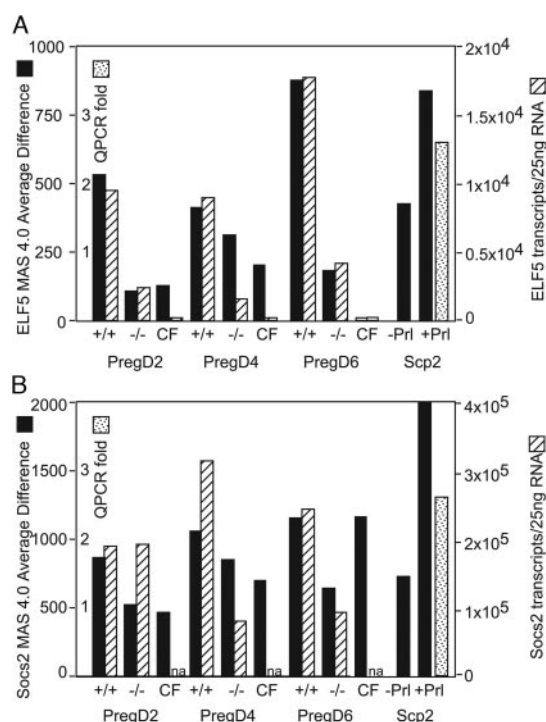 A
ELF5 MAS 4.0 Average Difference
1000
750
500
250
0
QPCR fold
3
2
1
2x10⁴
1.5x10⁴
1x10⁴
0.5x10⁴
0
ELF5 transcripts/25ng RNA
+/+ -/- CF +/+ -/- CF +/+ -/- CF -Prl +Prl
PregD2 PregD4 PregD6 Scp2
B
Socs2 MAS 4.0 Average Difference
2000
1500
1000
500
0
QPCR fold
3
2
1
4x10⁵
3x10⁵
2x10⁵
1x10⁵
0
Socs2 transcripts/25ng RNA
na na na
+/+ -/- CF +/+ -/- CF +/+ -/- CF -Prl +Prl
PregD2 PregD4 PregD6 Scp2